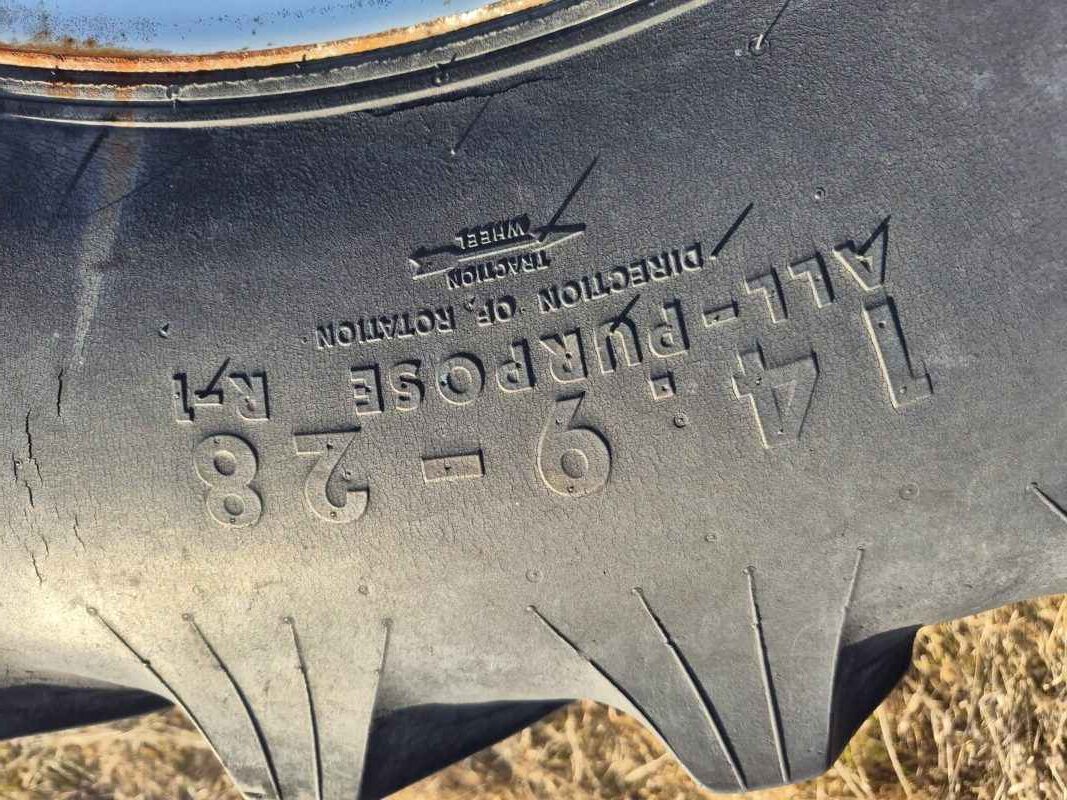 14.9-28
ALL-PURPOSE R-1
DIRECTION OF ROTATION
TRACTION
WHEEL